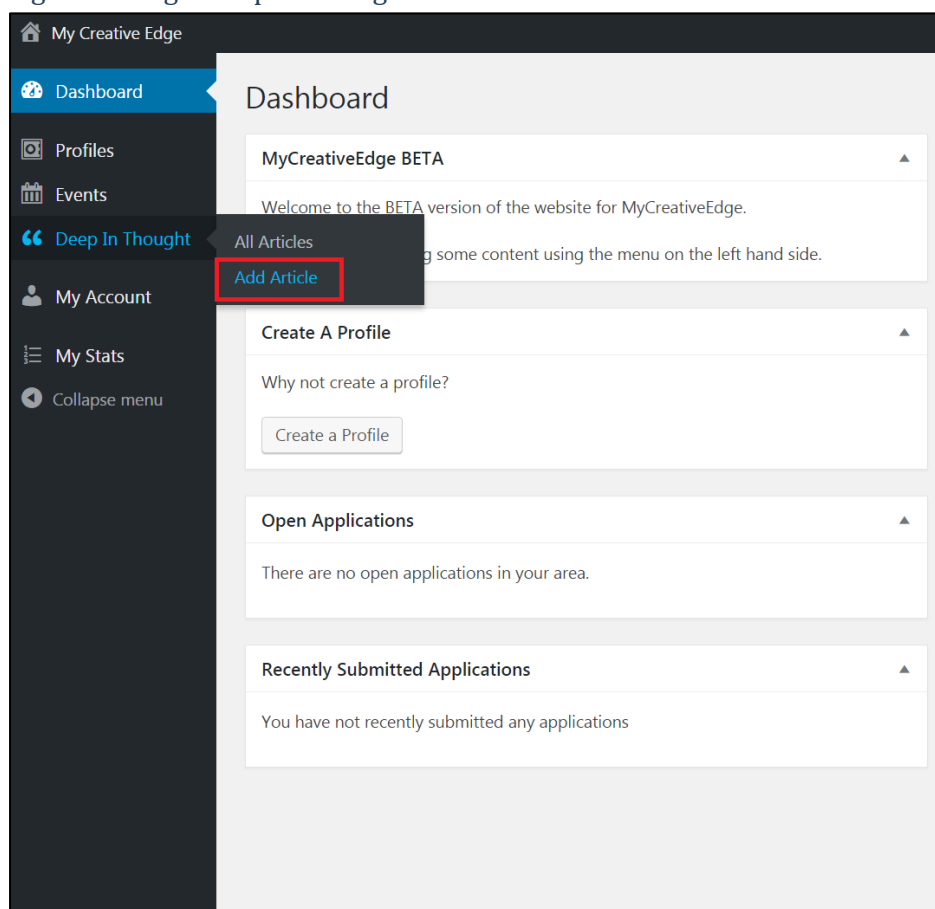 My Creative Edge
Dashboard
Profiles
Events
Deep In Thought
All Articles
Add Article
My Account
My Stats
Collapse menu
Dashboard
MyCreativeEdge BETA
Welcome to the BETA version of the website for MyCreativeEdge.
some content using the menu on the left hand side.
Create A Profile
Why not create a profile?
Create a Profile
Open Applications
There are no open applications in your area.
Recently Submitted Applications
You have not recently submitted any applications